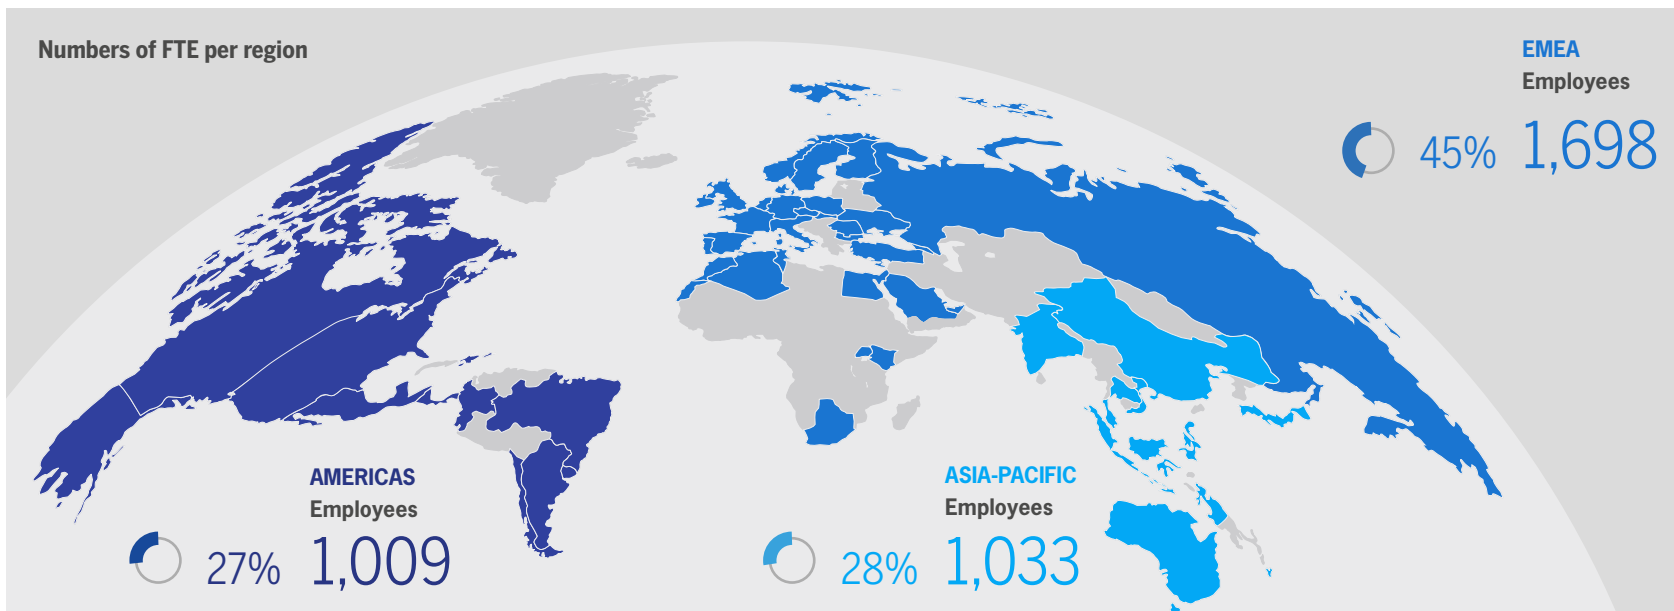 Numbers of FTE per region
EMEA
Employees
45% 1,698
AMERICAS
Employees
27% 1,009
ASIA-PACIFIC
Employees
28% 1,033